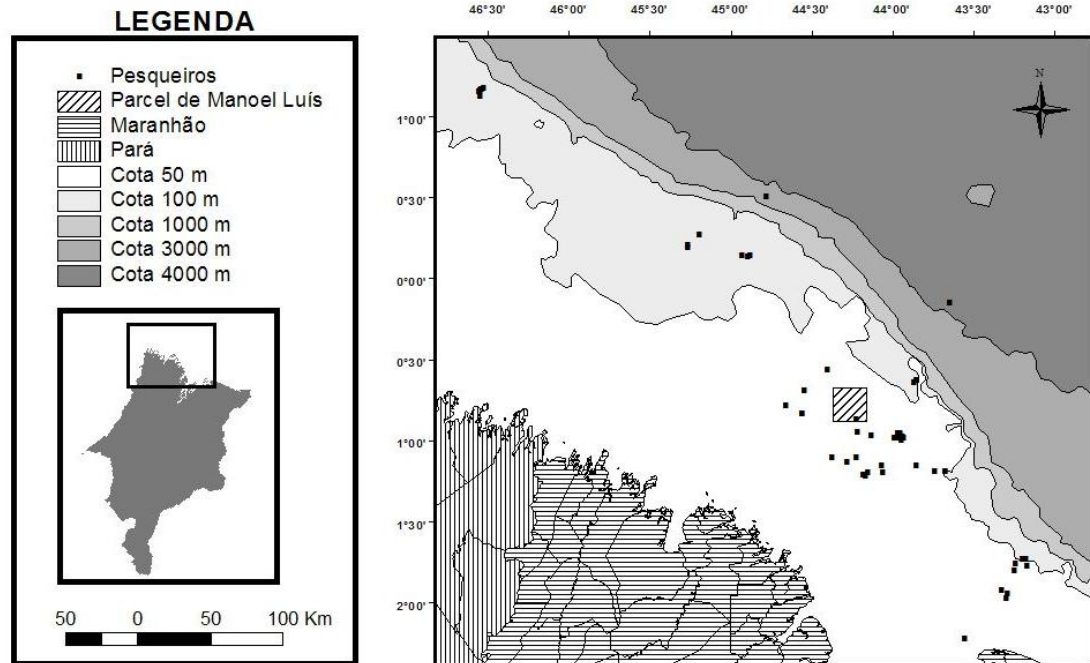 LEGENDA
Pesqueiros
Parcel de Manoel Luís
Maranhão
Pará
Cota 50 m
Cota 100 m
Cota 1000 m
Cota 3000 m
Cota 4000 m
50 0 50 100 Km
46°30' 46°00' 45°30' 45°00' 44°30' 44°00' 43°30' 43°00'
N
1°00'
0°30'
0°00'
0°30'
1°00'
1°30'
2°00'